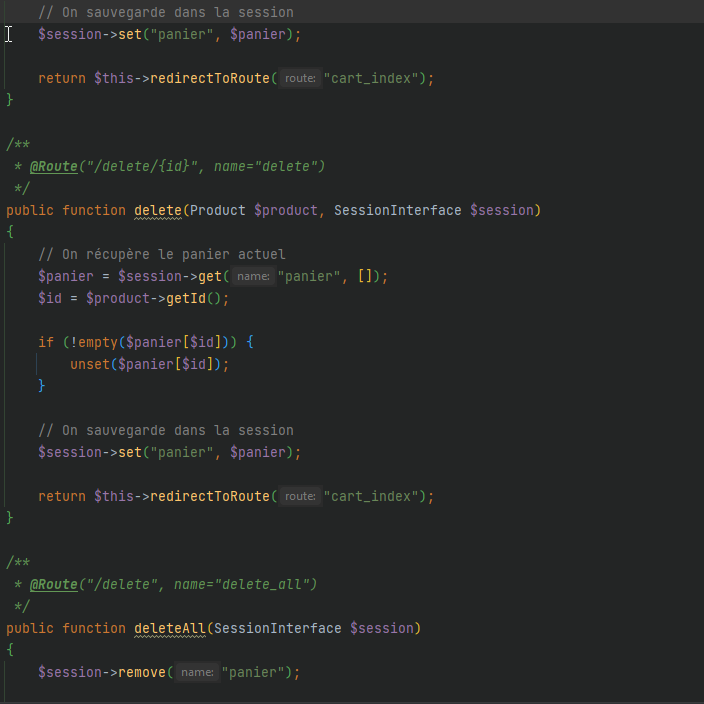 // On sauvegarde dans la session
$session->set("panier", $panier);
return $this->redirectToRoute( route: "cart_index");
}
/**
* @Route("/delete/{id}", name="delete")
*/
public function delete(Product $product, SessionInterface $session)
{
// On récupère le panier actuel
$panier = $session->get( name: "panier", []);
$id = $product->getId();
if (!empty($panier[$id])) {
unset($panier[$id]);
}
// On sauvegarde dans la session
$session->set("panier", $panier);
return $this->redirectToRoute( route: "cart_index");
}
/**
* @Route("/delete", name="delete_all")
*/
public function deleteAll(SessionInterface $session)
{
$session->remove( name: "panier");